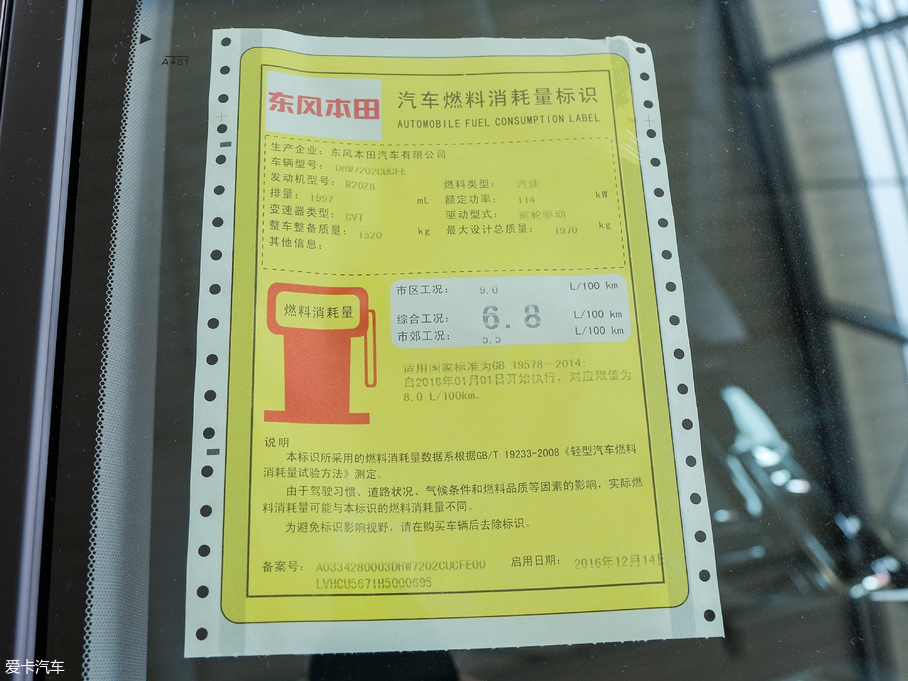 A★S1
东风本田
汽车燃料消耗量标识
AUTOMOBILE FUEL CONSUMPTION LABEL
生产企业: 东风本田汽车有限公司
车辆型号: DHW7202CUCFE
发动机型号: R20Z8 燃料类型: 汽油
排量: 1997 mL 额定功率: 114 kW
变速器类型: CVT 驱动型式: 前轮驱动
整车整备质量: 1520 kg 最大设计总质量: 1970 kg
其他信息:
燃料消耗量
市区工况: 9.0 L/100 km
综合工况: 6.8 L/100 km
市郊工况: 5.5 L/100 km
适用国家标准为GB 19578—2014;
自2016年01月01日开始执行,对应限值为
8.0 L/100km。
说明
本标识所采用的燃料消耗量数据系根据GB/T 19233-2008《轻型汽车燃料
消耗量试验方法》测定。
由于驾驶习惯、道路状况、气候条件和燃料品质等因素的影响,实际燃
料消耗量可能与本标识的燃料消耗量不同。
为避免标识影响视野,请在购买车辆后去除标识。
备案号: A0334280003DHW7202CUCFE00 启用日期: 2016年12月14日
LVHCU5671H5000695
爱卡汽车